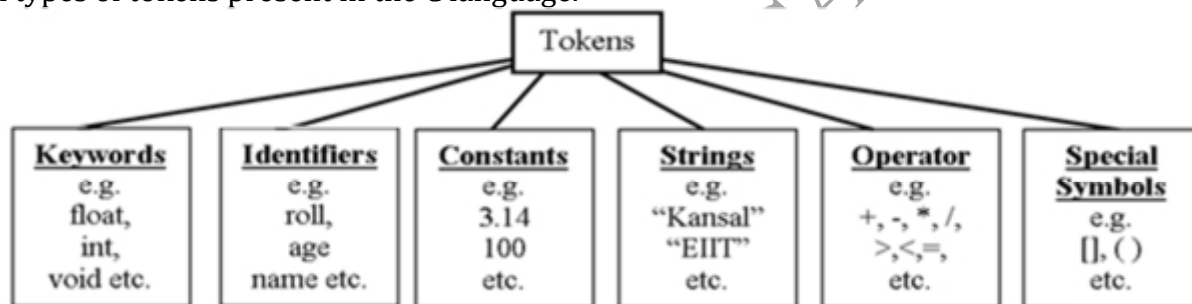 types of tokens present in the C language.
Tokens
Keywords
e.g.
float,
int,
void etc.
Identifiers
e.g.
roll,
age
name etc.
Constants
e.g.
3.14
100
etc.
Strings
e.g.
“Kansal”
“EIIT”
etc.
Operator
e.g.
+, -, *, /,
>,<,=,
etc.
Special
Symbols
e.g.
[], ( )
etc.